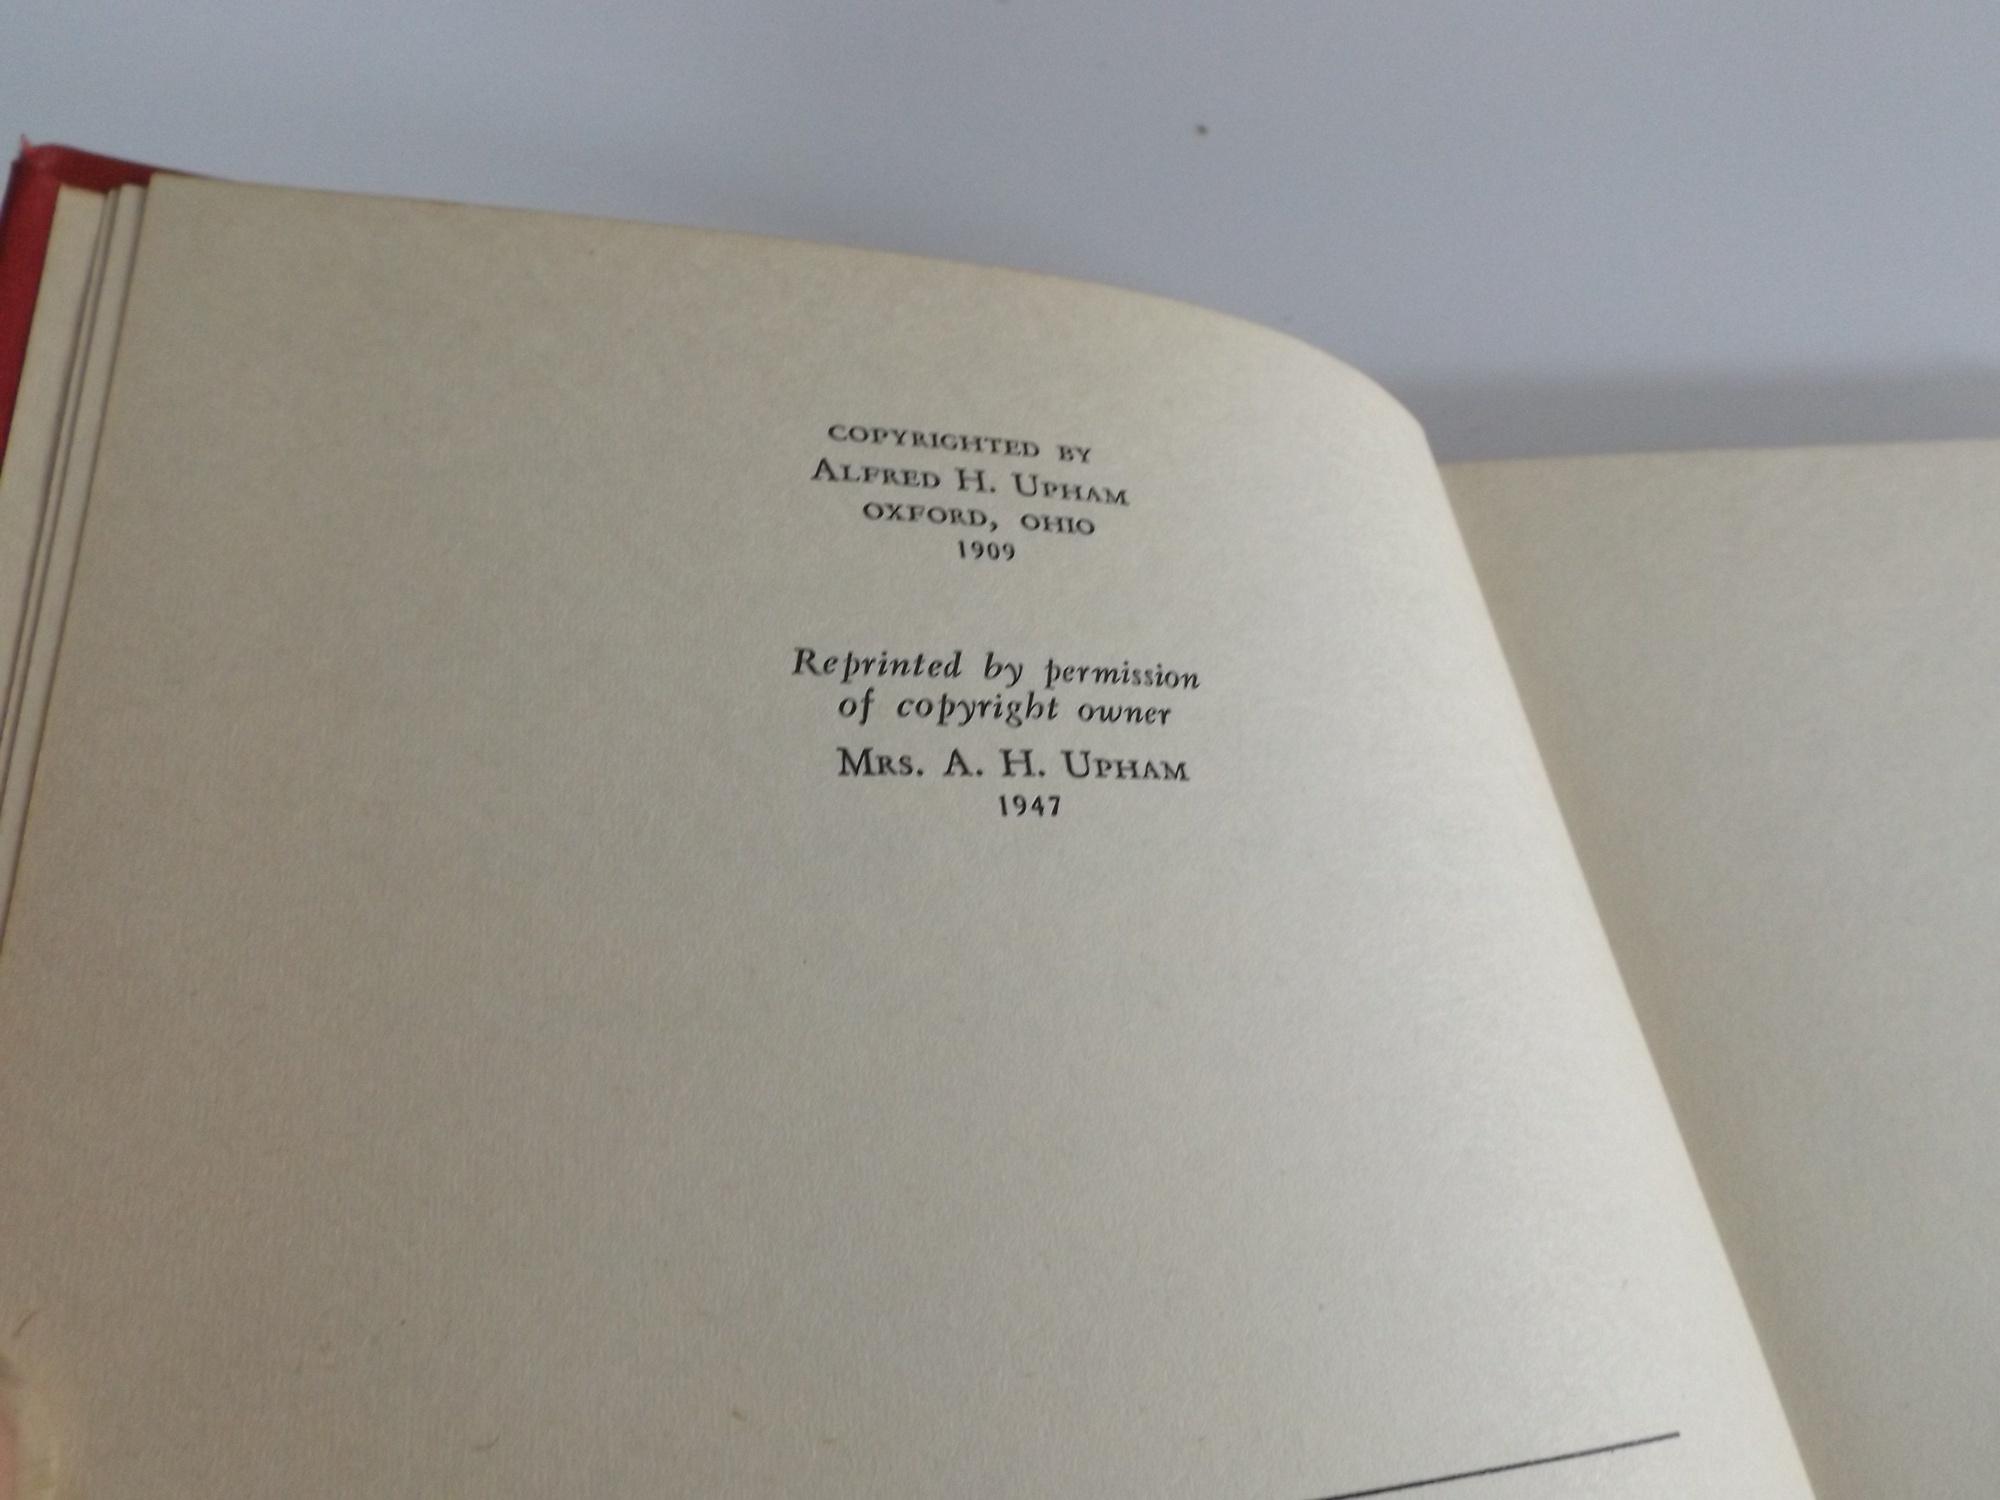 COPYRIGHTED BY
ALFRED H. UPHAM
OXFORD, OHIO
1909
Reprinted by permission
of copyright owner
MRS. A. H. UPHAM
1947